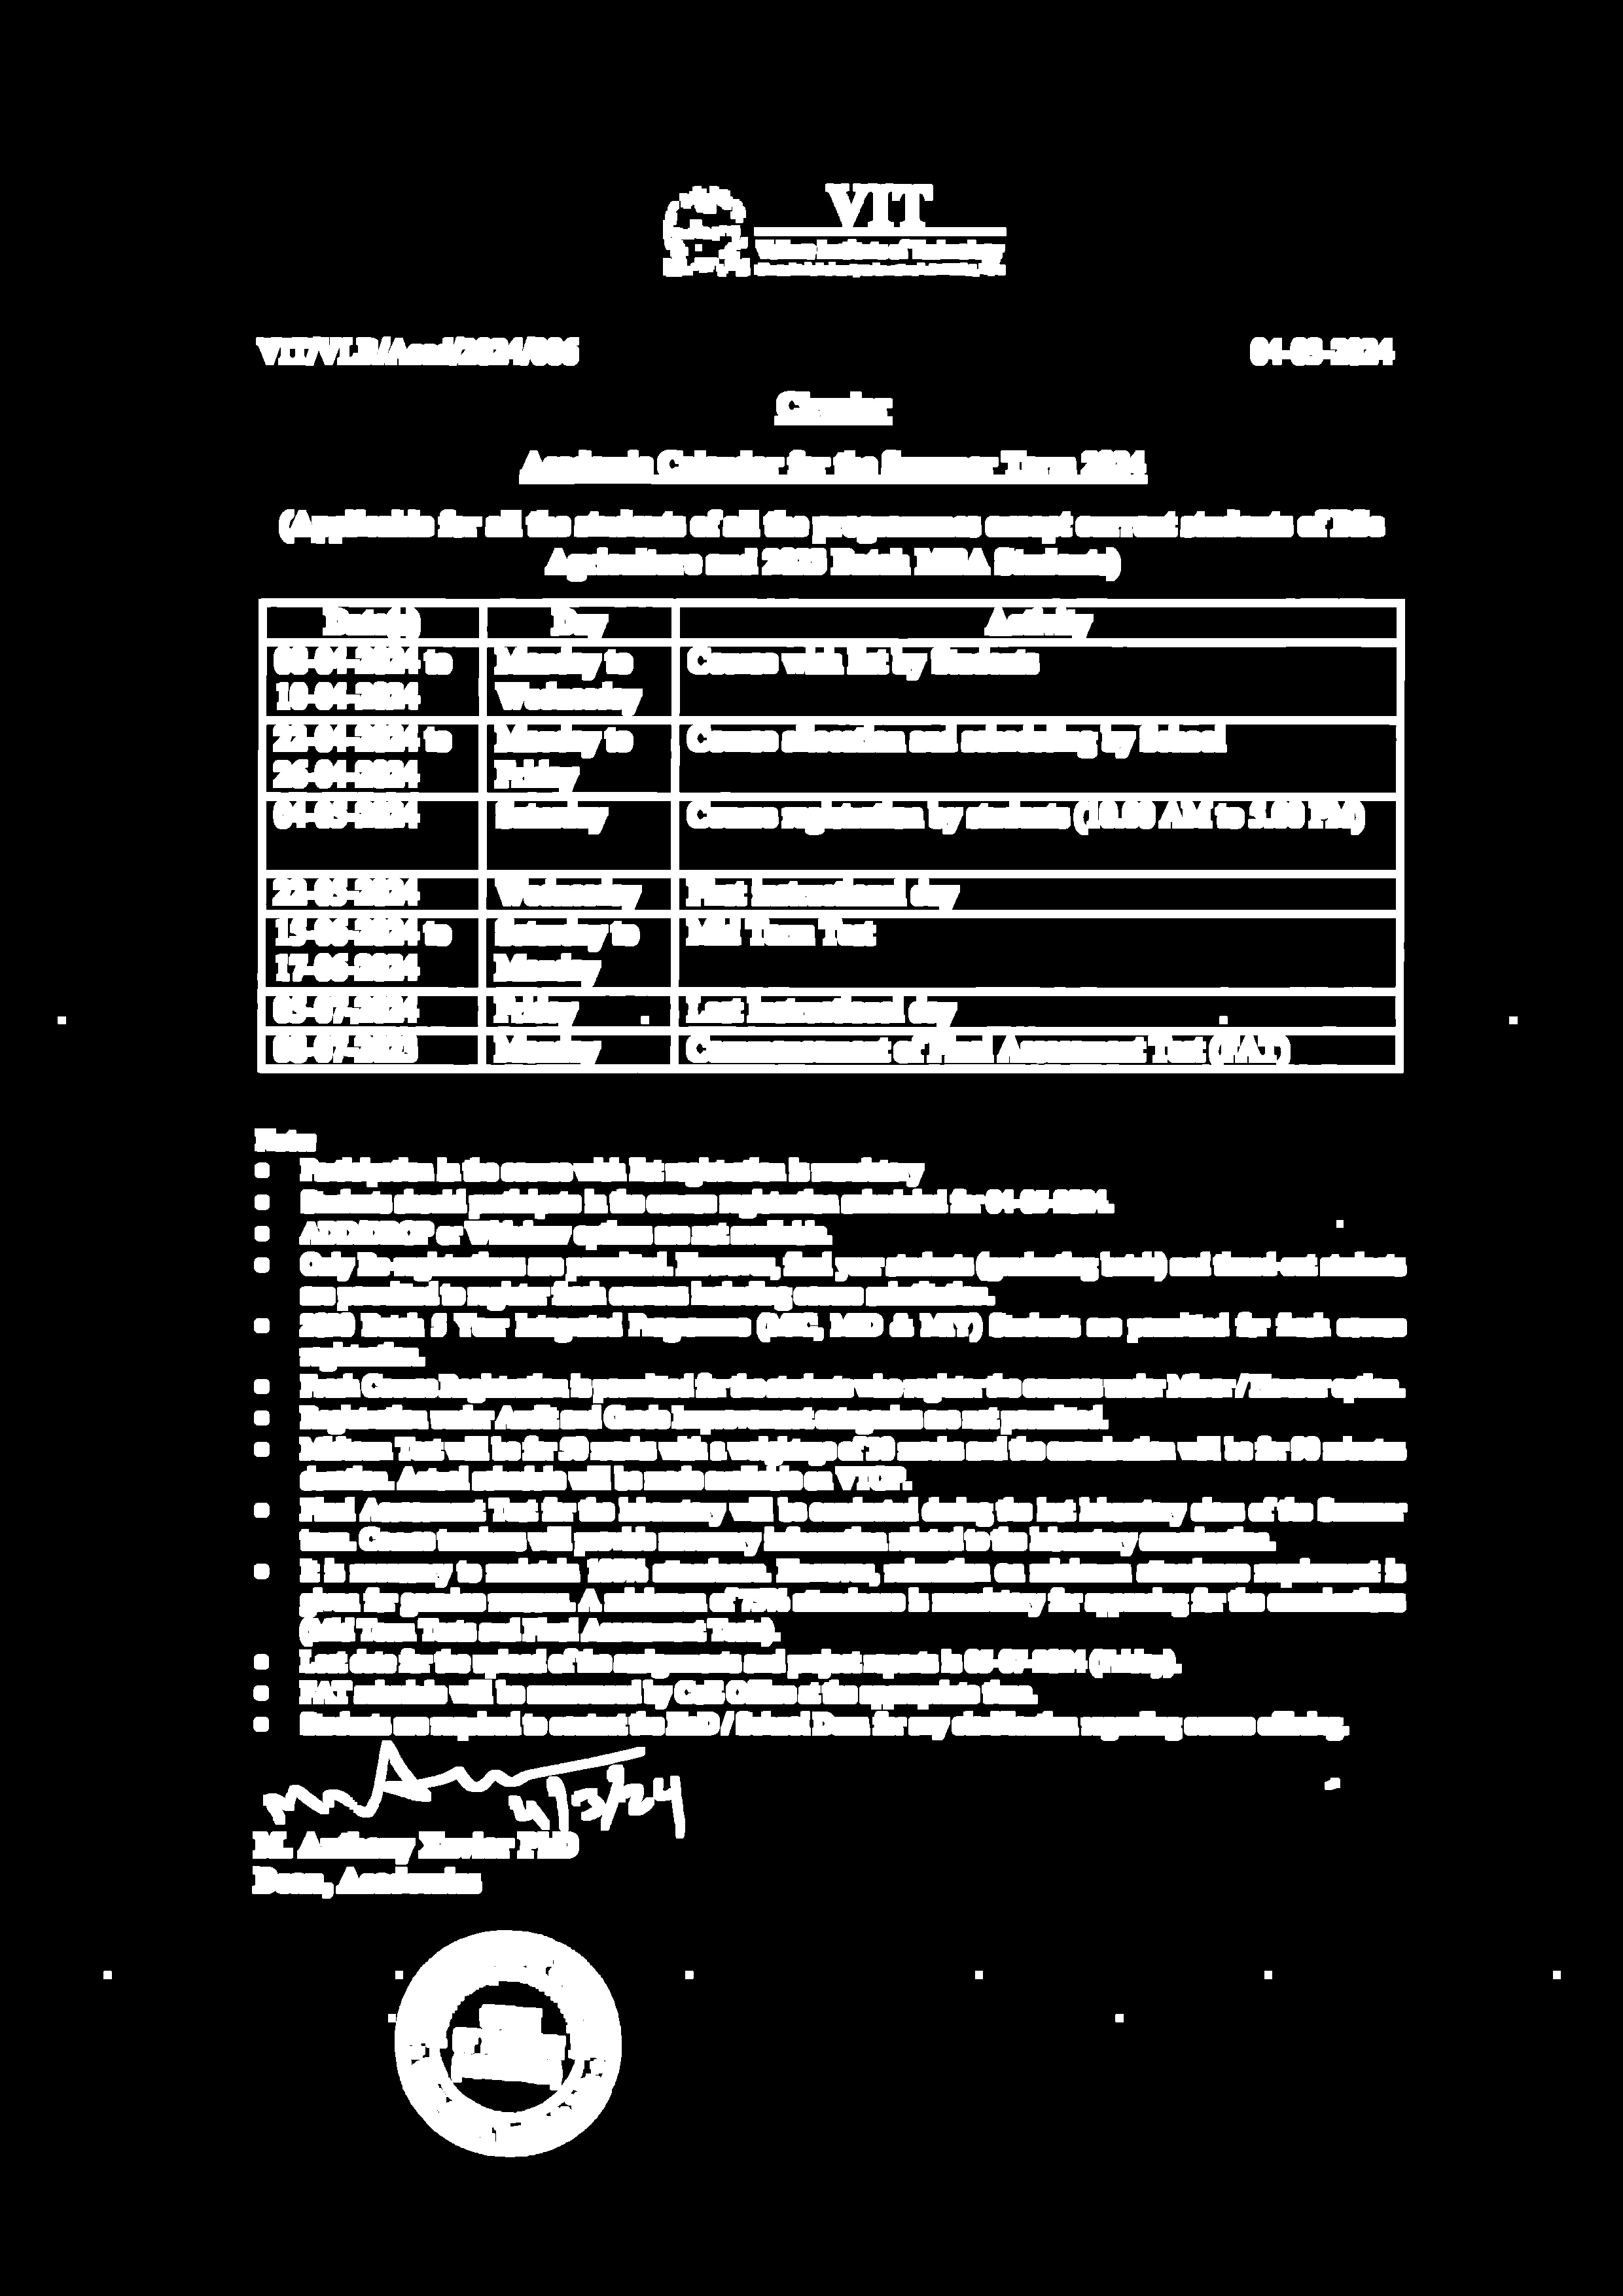 VIT
Vellore Institute of Technology
VIT/VLR/Acad/2024/006
04-03-2024
Circular
Academic Calendar for the Summer Term 2024
(Applicable for all the students of all the programmes except current students of BSc
Agriculture and 2023 Batch MBA Students)
Date(s) Day Activity
08-04-2024 to Monday to Course wish list by Students
10-04-2024 Wednesday
22-04-2024 to Monday to Course allocation and scheduling by School
26-04-2024 Friday
04-05-2024 Saturday Course registration by students (10.00 AM to 5.00 PM)
22-05-2024 Wednesday First instructional day
15-06-2024 to Saturday to Mid Term Test
17-06-2024 Monday
05-07-2024 Friday Last instructional day
08-07-2023 Monday Commencement of Final Assessment Test (FAT)
Participation in the course wish list registration is mandatory
Students should participate in the course registration scheduled for 04-05-2024.
ADD/DROP or Withdraw options are not available.
Only Re-registrations are permitted. However, final year students (graduating batch) and timed-out students
are permitted to register fresh courses including course substitution.
Batch 5 Year Integrated Programme (MIC, MID & MIY) Students are permitted for fresh course
registration.
Fresh Course Registration is permitted for the students who register the courses under Minor / Honour option.
Registration under Audit and Grade Improvement categories are not permitted.
Midterm Test will be for 50 marks with a weightage of marks and the examination will be for 90 minutes
duration. Actual schedule will be made available on VTOP.
Final Assessment Test for the laboratory will be conducted during the last laboratory class of the Summer
term. Course teachers will provide necessary information related to the laboratory examination.
It is necessary to maintain 100% attendance. However, relaxation on minimum attendance requirement is
given for genuine reasons. A minimum of 75% attendance is mandatory for appearing for the examinations
(Mid Term Tests and Final Assessment Tests).
Last date for the upload of the assignments and project reports is 05-07-2024 (Friday).
FAT schedule will be announced by CoE Office at the appropriate time.
Students are required to contact the HoD / School Dean for any clarification regarding course offering.
4/3/24
M. Anthony Xavier PhD
Dean, Academics